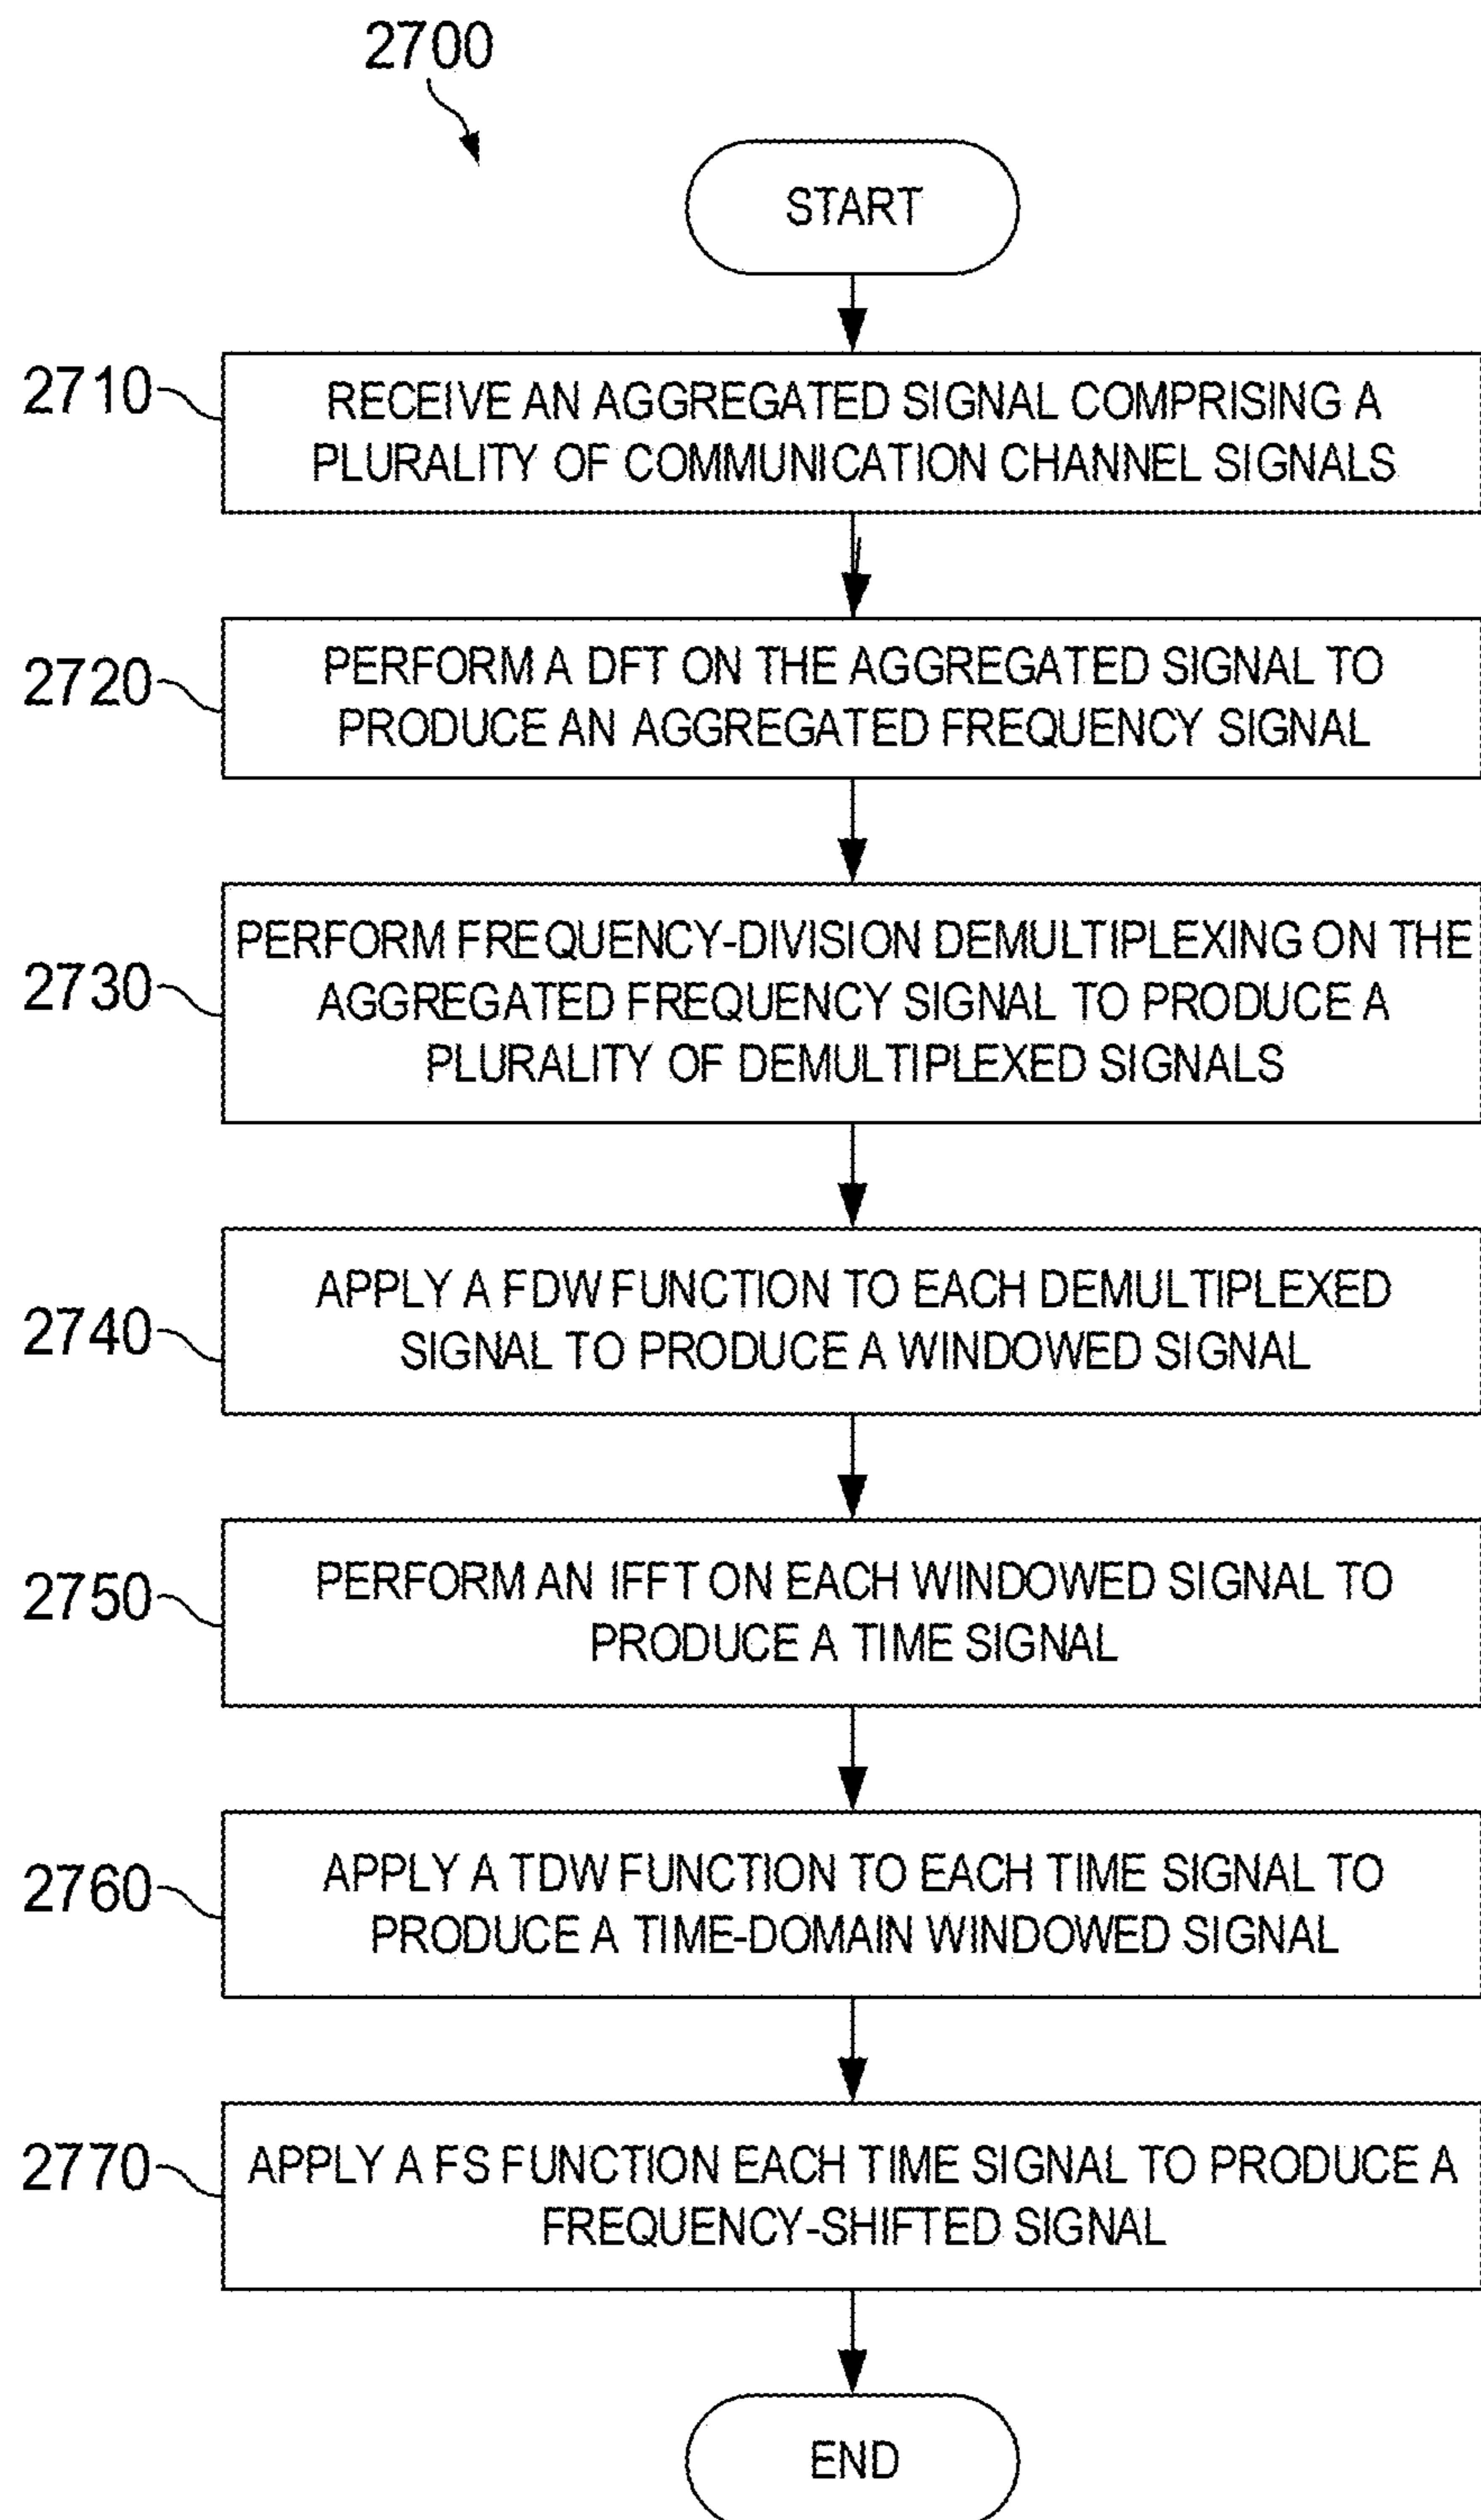 2700
START
2710
RECEIVE AN AGGREGATED SIGNAL COMPRISING A
PLURALITY OF COMMUNICATION CHANNEL SIGNALS
2720
PERFORM A DFT ON THE AGGREGATED SIGNAL TO
PRODUCE AN AGGREGATED FREQUENCY SIGNAL
2730
PERFORM FREQUENCY-DIVISION DEMULTIPLEXING ON THE
AGGREGATED FREQUENCY SIGNAL TO PRODUCE A
PLURALITY OF DEMULTIPLEXED SIGNALS
2740
APPLY A FDW FUNCTION TO EACH DEMULTIPLEXED
SIGNAL TO PRODUCE A WINDOWED SIGNAL
2750
PERFORM AN IFFT ON EACH WINDOWED SIGNAL TO
PRODUCE A TIME SIGNAL
2760
APPLY A TDW FUNCTION TO EACH TIME SIGNAL TO
PRODUCE A TIME-DOMAIN WINDOWED SIGNAL
2770
APPLY A FS FUNCTION EACH TIME SIGNAL TO PRODUCE A
FREQUENCY-SHIFTED SIGNAL
END